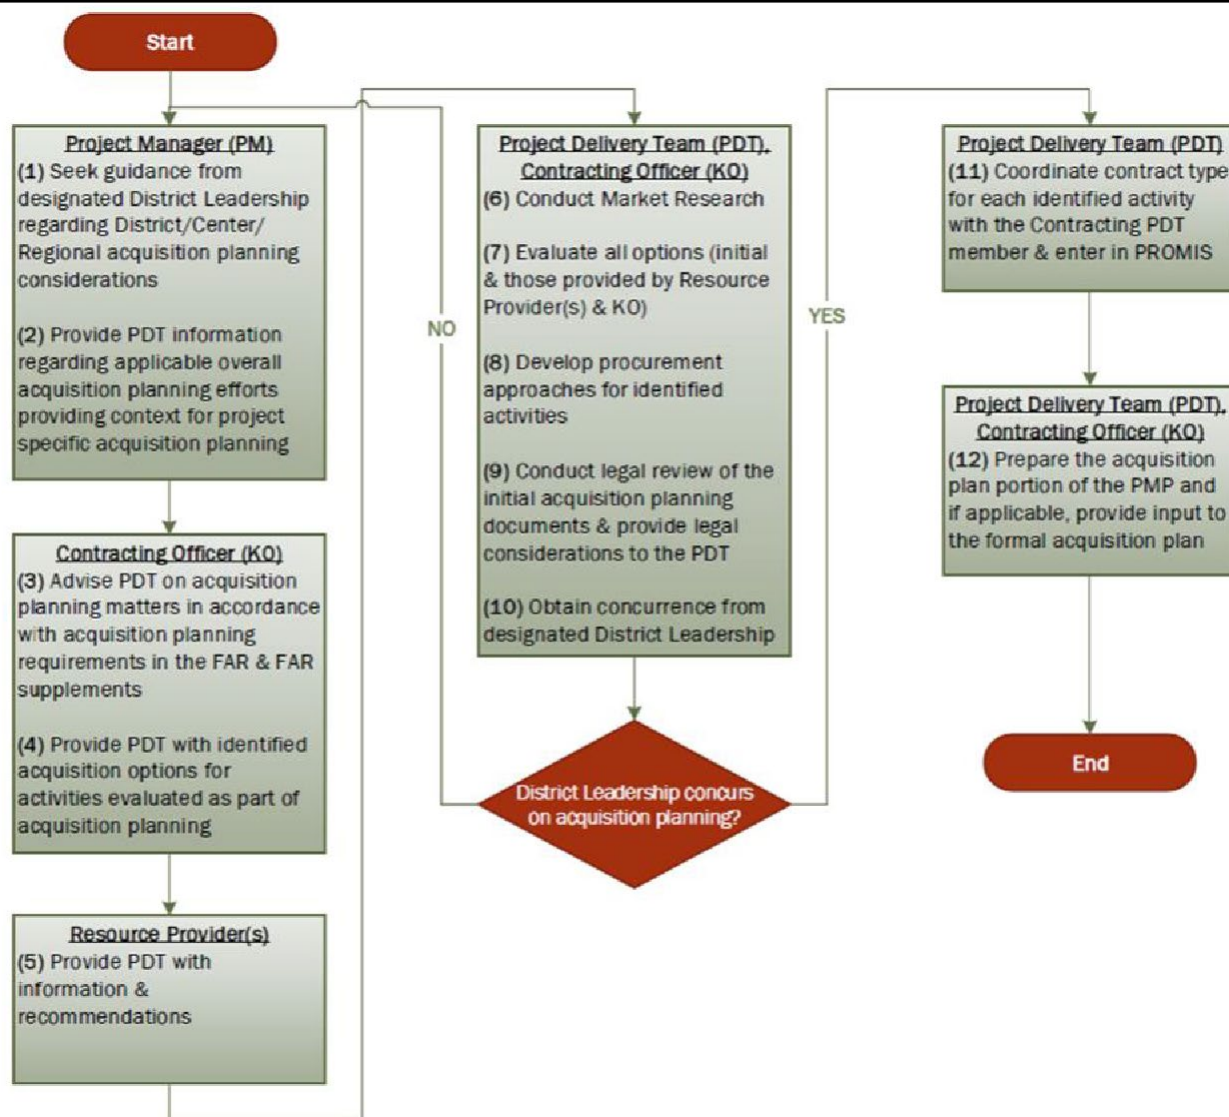 Start
Project Manager (PM)
(1) Seek guidance from
designated District Leadership
regarding District/Center/
Regional acquisition planning
considerations
(2) Provide PDT information
regarding applicable overall
acquisition planning efforts
providing context for project
specific acquisition planning
Contracting Officer (KO)
(3) Advise PDT on acquisition
planning matters in accordance
with acquisition planning
requirements in the FAR & FAR
supplements
(4) Provide PDT with identified
acquisition options for
activities evaluated as part of
acquisition planning
Resource Provider(s)
(5) Provide PDT with
information &
recommendations
Project Delivery Team (PDT),
Contracting Officer (KO)
(6) Conduct Market Research
(7) Evaluate all options (initial
& those provided by Resource
Provider(s) & KO)
(8) Develop procurement
approaches for identified
activities
(9) Conduct legal review of the
initial acquisition planning
documents & provide legal
considerations to the PDT
(10) Obtain concurrence from
designated District Leadership
District Leadership concurs
on acquisition planning?
NO
YES
Project Delivery Team (PDT)
(11) Coordinate contract type
for each identified activity
with the Contracting PDT
member & enter in PROMIS
Project Delivery Team (PDT),
Contracting Officer (KO)
(12) Prepare the acquisition
plan portion of the PMP and
if applicable, provide input to
the formal acquisition plan
End